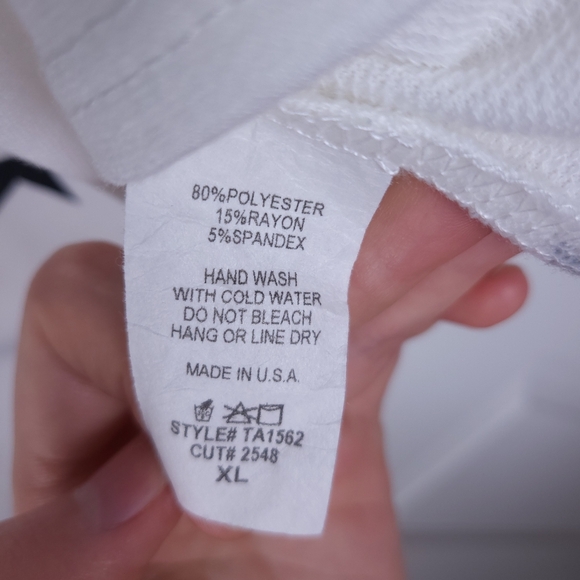 80%POLYESTER
15%RAYON
5%SPANDEX
HAND WASH
WITH COLD WATER
DO NOT BLEACH
HANG OR LINE DRY
MADE IN U.S.A.
STYLE# TA1562
CUT# 2548
XL